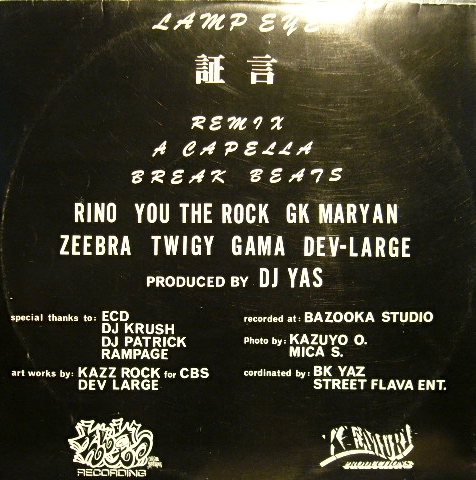 LAMP EYE
証言
REMIX
A CAPELLA
BREAK BEATS
RINO YOU THE ROCK GK MARYAN
ZEEBRA TWIGY GAMA DEV-LARGE
PRODUCED BY DJ YAS
special thanks to: ECD
DJ KRUSH
DJ PATRICK
RAMPAGE
art works by: KAZZ ROCK for CBS
DEV LARGE
recorded at: BAZOOKA STUDIO
Photo by: KAZUYO O.
MICA S.
cordinated by: BK YAZ
STREET FLAVA ENT.
RECORDING
PRODUCTIONS